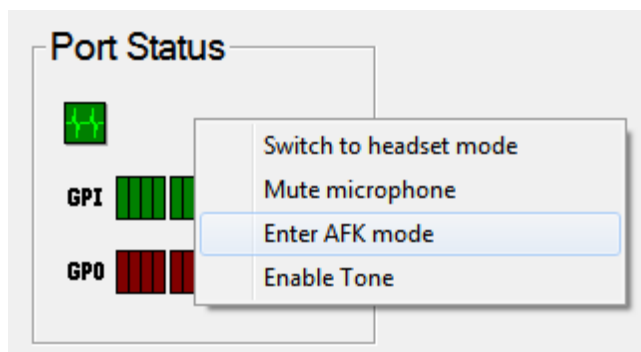 Port Status
Switch to headset mode
Mute microphone
GPI
Enter AFK mode
GPO
Enable Tone